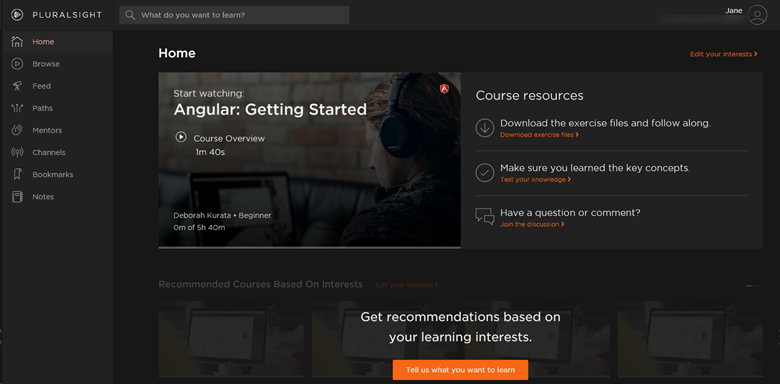 PLURALSIGHT
What do you want to learn?
Jane
Home
Browse
Feed
Paths
Mentors
Channels
Bookmarks
Notes
Home
Edit your interests >
Start watching:
Angular: Getting Started
Course Overview
1m 40s
Deborah Kurata • Beginner
0m of 5h 40m
Course resources
Download the exercise files and follow along.
Download exercise files >
Make sure you learned the key concepts.
Test your knowledge >
Have a question or comment?
Join the discussion >
Recommended Courses Based On Interests
Edit your interests >
Get recommendations based on
your learning interests.
Tell us what you want to learn